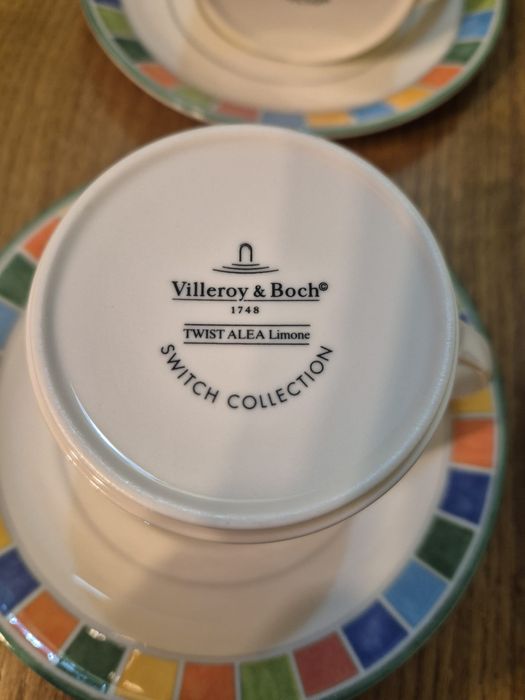 Villeroy & Boch©
1748
TWIST ALEA Limone
SWITCH COLLECTION